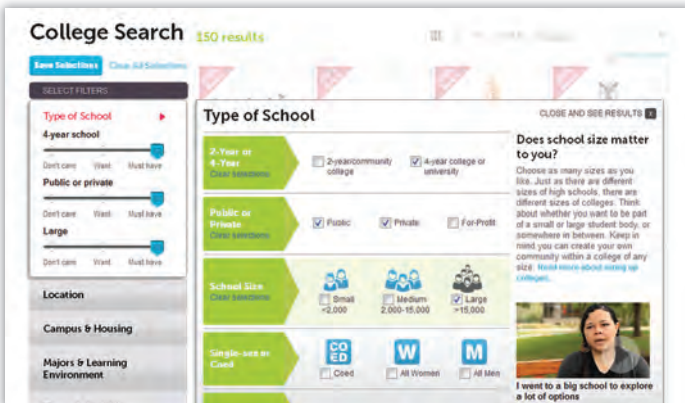 College Search
150 results
Save Selections Clear All Selections
SELECT FILTERS
Type of School
4-year school
Don't care Want Must have
Public or private
Don't care Want Must have
Large
Don't care Want Must have
Location
Campus & Housing
Majors & Learning
Environment
Type of School
CLOSE AND SEE RESULTS
2-Year or
4-Year
Clear Selections
2-year/community
college
4-year college or
university
Public or
Private
Clear Selections
Public
Private
For-Profit
School Size
Clear Selections
Small
<2,000
Medium
2,000-15,000
Large
>15,000
Single-sex or
Coed
CO
ED
Coed
W
All Women
M
All Men
Does school size matter
to you?
Choose as many sizes as you
like. Just as there are different
sizes of high schools, there are
different sizes of colleges. Think
about whether you want to be part
of a small or large student body, or
somewhere in between. Keep in
mind you can create your own
community within a college of any
size. Read more about sizing up
colleges.
I went to a big school to explore
a lot of options